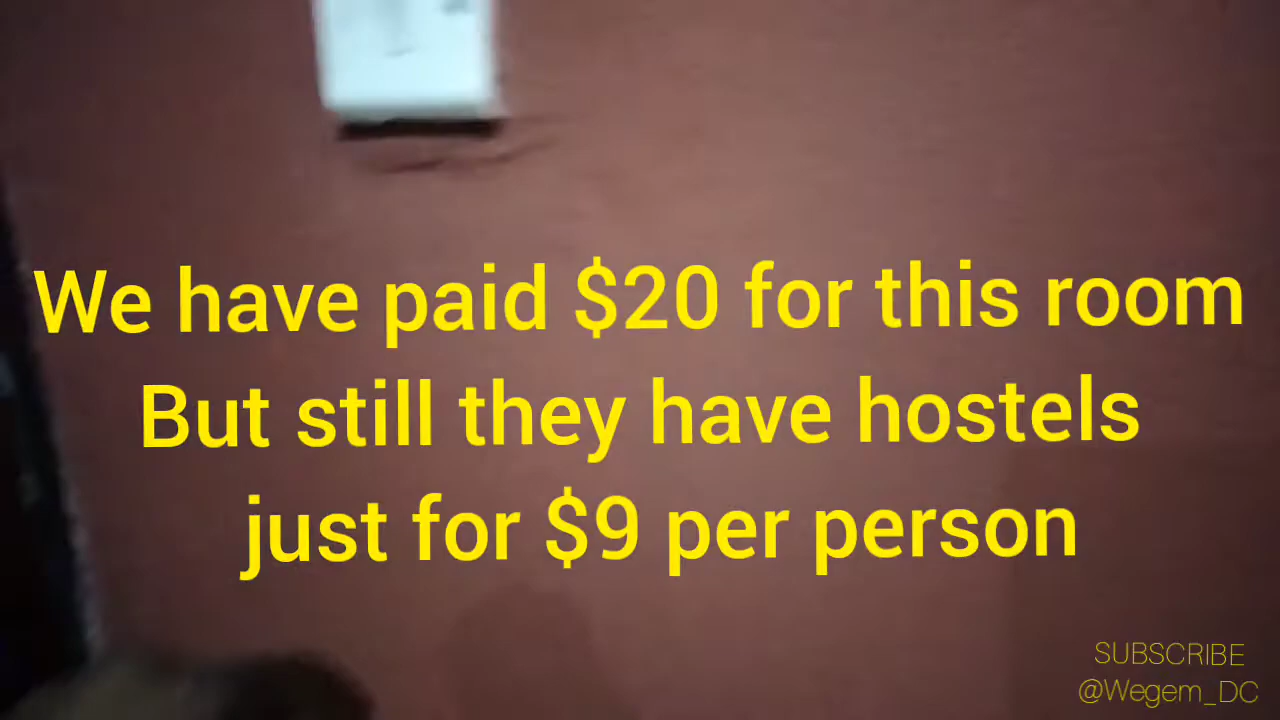 We have paid $20 for this room
But still they have hostels
just for $9 per person
SUBSCRIBE
@Wegem_DC